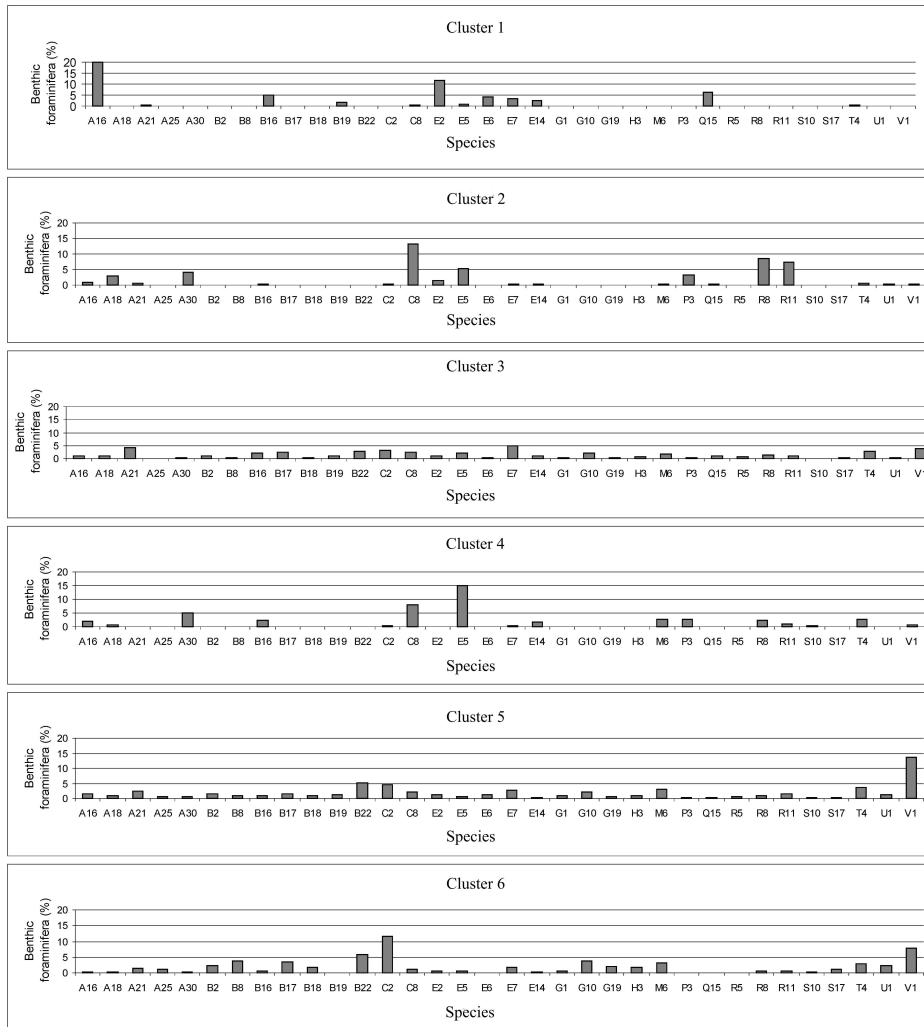 Cluster 1
Benthic
foraminifera (%)
20
15
10
5
0
A16 A18 A21 A25 A30 B2 B8 B16 B17 B18 B19 B22 C2 C8 E2 E5 E6 E7 E14 G1 G10 G19 H3 M6 P3 Q15 R5 R8 R11 S10 S17 T4 U1 V1
Species
Cluster 2
Benthic
foraminifera (%)
20
15
10
5
0
A16 A18 A21 A25 A30 B2 B8 B16 B17 B18 B19 B22 C2 C8 E2 E5 E6 E7 E14 G1 G10 G19 H3 M6 P3 Q15 R5 R8 R11 S10 S17 T4 U1 V1
Species
Cluster 3
Benthic
foraminifera (%)
20
15
10
5
0
A16 A18 A21 A25 A30 B2 B8 B16 B17 B18 B19 B22 C2 C8 E2 E5 E6 E7 E14 G1 G10 G19 H3 M6 P3 Q15 R5 R8 R11 S10 S17 T4 U1 V1
Species
Cluster 4
Benthic
foraminifera (%)
20
15
10
5
0
A16 A18 A21 A25 A30 B2 B8 B16 B17 B18 B19 B22 C2 C8 E2 E5 E6 E7 E14 G1 G10 G19 H3 M6 P3 Q15 R5 R8 R11 S10 S17 T4 U1 V1
Species
Cluster 5
Benthic
foraminifera (%)
20
15
10
5
0
A16 A18 A21 A25 A30 B2 B8 B16 B17 B18 B19 B22 C2 C8 E2 E5 E6 E7 E14 G1 G10 G19 H3 M6 P3 Q15 R5 R8 R11 S10 S17 T4 U1 V1
Species
Cluster 6
Benthic
foraminifera (%)
20
15
10
5
0
A16 A18 A21 A25 A30 B2 B8 B16 B17 B18 B19 B22 C2 C8 E2 E5 E6 E7 E14 G1 G10 G19 H3 M6 P3 Q15 R5 R8 R11 S10 S17 T4 U1 V1
Species